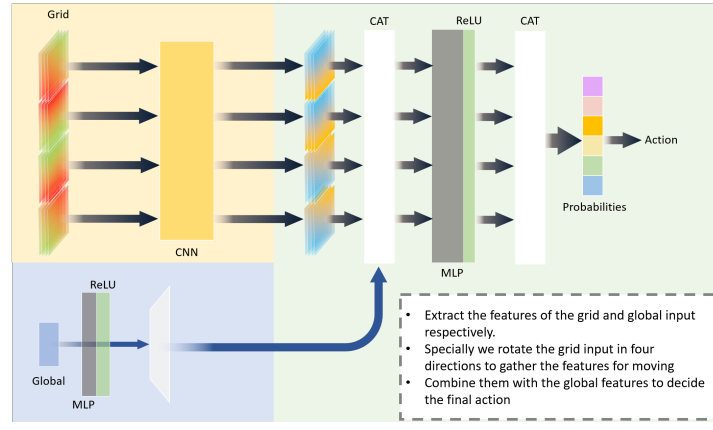 Grid
CAT
ReLU
CAT
Action
Probabilities
CNN
MLP
ReLU
Global
MLP
• Extract the features of the grid and global input
respectively.
• Specially we rotate the grid input in four
directions to gather the features for moving
• Combine them with the global features to decide
the final action